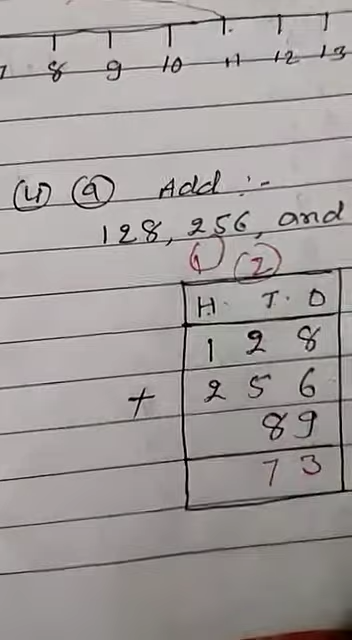 7 8 9 10 11 12 13
(4) (a) Add :-
128, 256, and
(1) (2)
H. T. O
1 2 8
+ 2 5 6
8 9
7 3